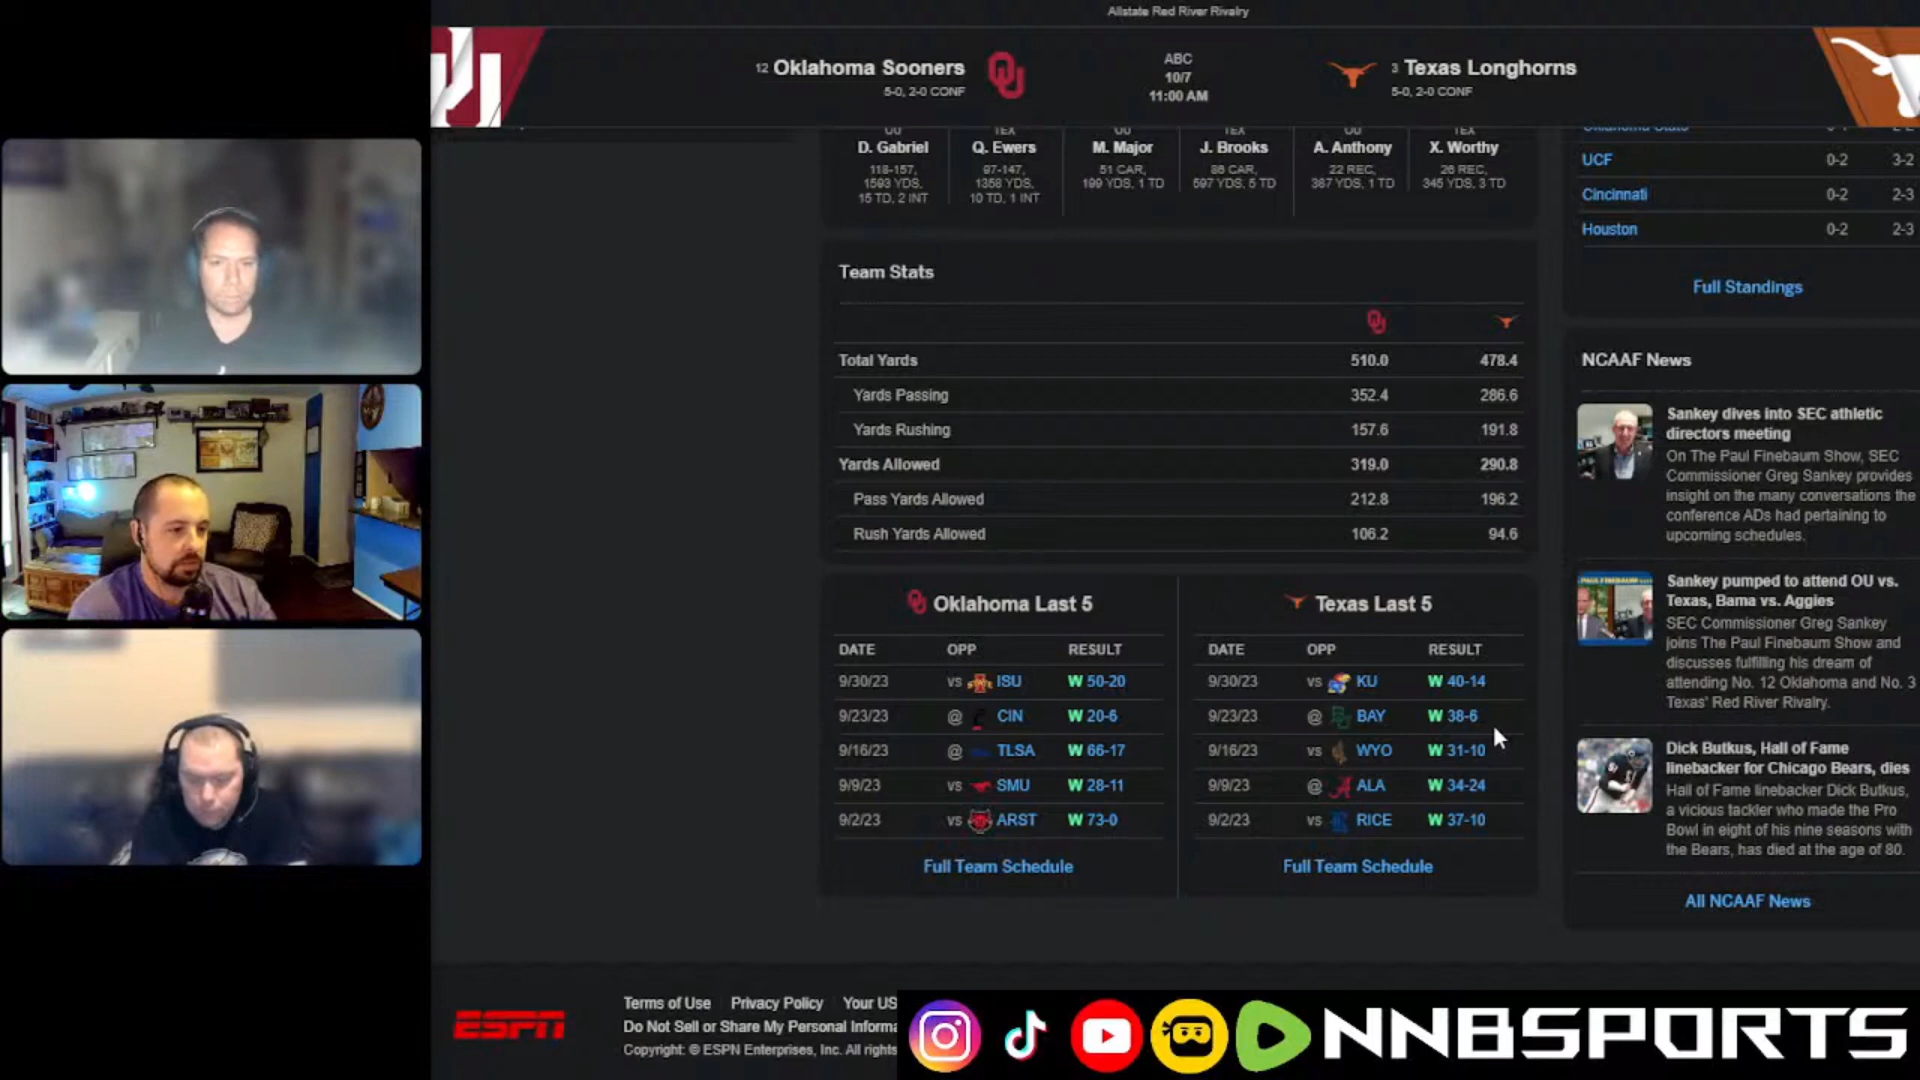 Allstate Red River Rivalry
12 Oklahoma Sooners
5-0, 2-0 CONF
ABC
10/7
11:00 AM
3 Texas Longhorns
5-0, 2-0 CONF
OU TEX OU TEX OU TEX
D. Gabriel Q. Ewers M. Major J. Brooks A. Anthony X. Worthy
118-157, 97-147, 51 CAR, 86 CAR, 22 REC, 26 REC,
1593 YDS, 1358 YDS, 199 YDS, 1 TD 597 YDS, 5 TD 387 YDS, 1 TD 345 YDS, 3 TD
15 TD, 2 INT 10 TD, 1 INT
Team Stats
Total Yards 510.0 478.4
Yards Passing 352.4 286.6
Yards Rushing 157.6 191.8
Yards Allowed 319.0 290.8
Pass Yards Allowed 212.8 196.2
Rush Yards Allowed 106.2 94.6
Oklahoma Last 5
DATE OPP RESULT
9/30/23 vs ISU W 50-20
9/23/23 @ CIN W 20-6
9/16/23 @ TLSA W 66-17
9/9/23 vs SMU W 28-11
9/2/23 vs ARST W 73-0
Full Team Schedule
Texas Last 5
DATE OPP RESULT
9/30/23 vs KU W 40-14
9/23/23 @ BAY W 38-6
9/16/23 vs WYO W 31-10
9/9/23 @ ALA W 34-24
9/2/23 vs RICE W 37-10
Full Team Schedule
Oklahoma State
UCF 0-2 3-2
Cincinnati 0-2 2-3
Houston 0-2 2-3
Full Standings
NCAAF News
Sankey dives into SEC athletic
directors meeting
On The Paul Finebaum Show, SEC
Commissioner Greg Sankey provides
insight on the many conversations the
conference ADs had pertaining to
upcoming schedules.
Sankey pumped to attend OU vs.
Texas, Bama vs. Aggies
SEC Commissioner Greg Sankey
joins The Paul Finebaum Show and
discusses fulfilling his dream of
attending No. 12 Oklahoma and No. 3
Texas' Red River Rivalry.
Dick Butkus, Hall of Fame
linebacker for Chicago Bears, dies
Hall of Fame linebacker Dick Butkus,
a vicious tackler who made the Pro
Bowl in eight of his nine seasons with
the Bears, has died at the age of 80.
All NCAAF News
ESPN
Terms of Use Privacy Policy Your US
Do Not Sell or Share My Personal Informa
Copyright: © ESPN Enterprises, Inc. All rights
NNBSPORTS